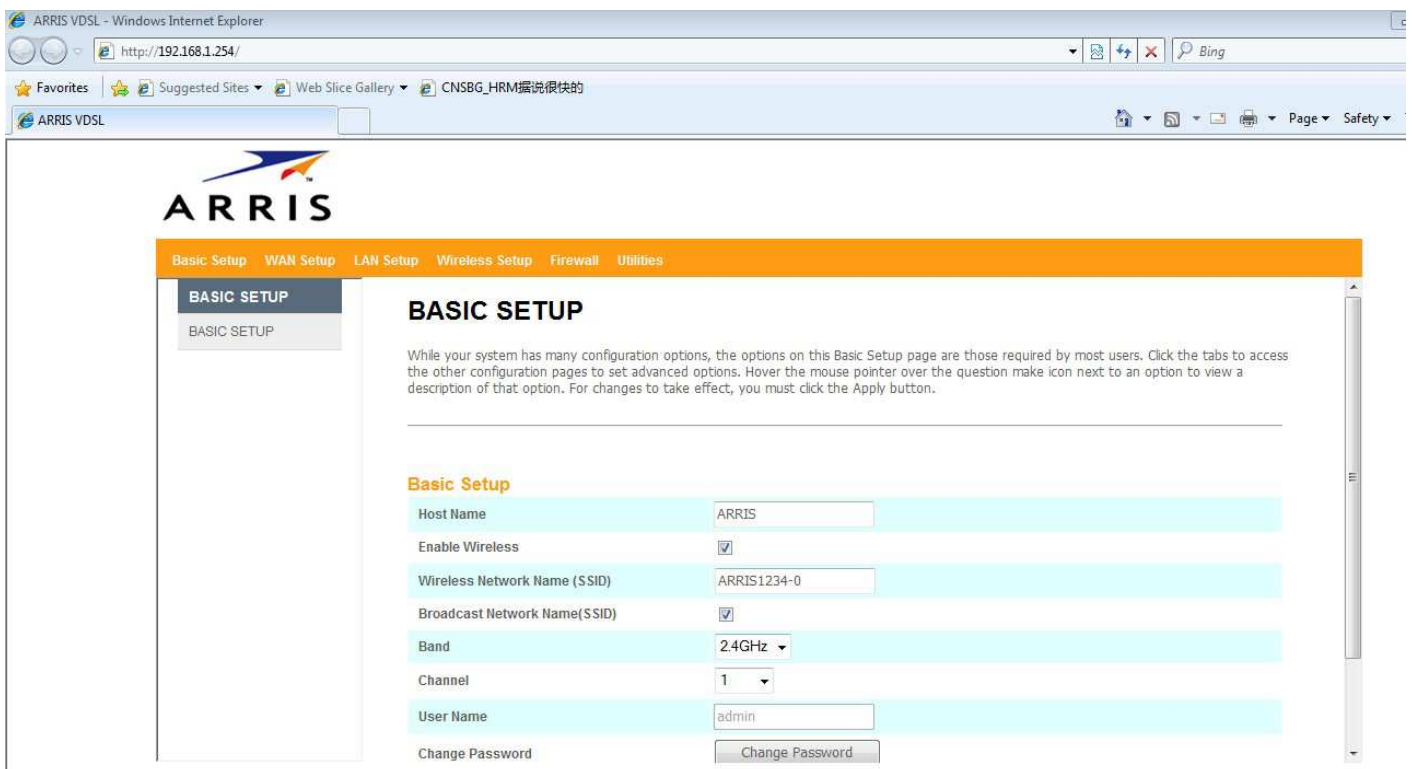 ARRIS VDSL - Windows Internet Explorer
http://192.168.1.254/
Bing
Favorites Suggested Sites Web Slice Gallery CNSBG_HRM据说很快的
ARRIS VDSL
Page Safety
ARRIS
TM
Basic Setup WAN Setup LAN Setup Wireless Setup Firewall Utilities
BASIC SETUP
BASIC SETUP
BASIC SETUP
While your system has many configuration options, the options on this Basic Setup page are those required by most users. Click the tabs to access
the other configuration pages to set advanced options. Hover the mouse pointer over the question make icon next to an option to view a
description of that option. For changes to take effect, you must click the Apply button.
Basic Setup
Host Name ARRIS
Enable Wireless
Wireless Network Name (SSID) ARRIS1234-0
Broadcast Network Name(SSID)
Band 2.4GHz
Channel 1
User Name admin
Change Password Change Password